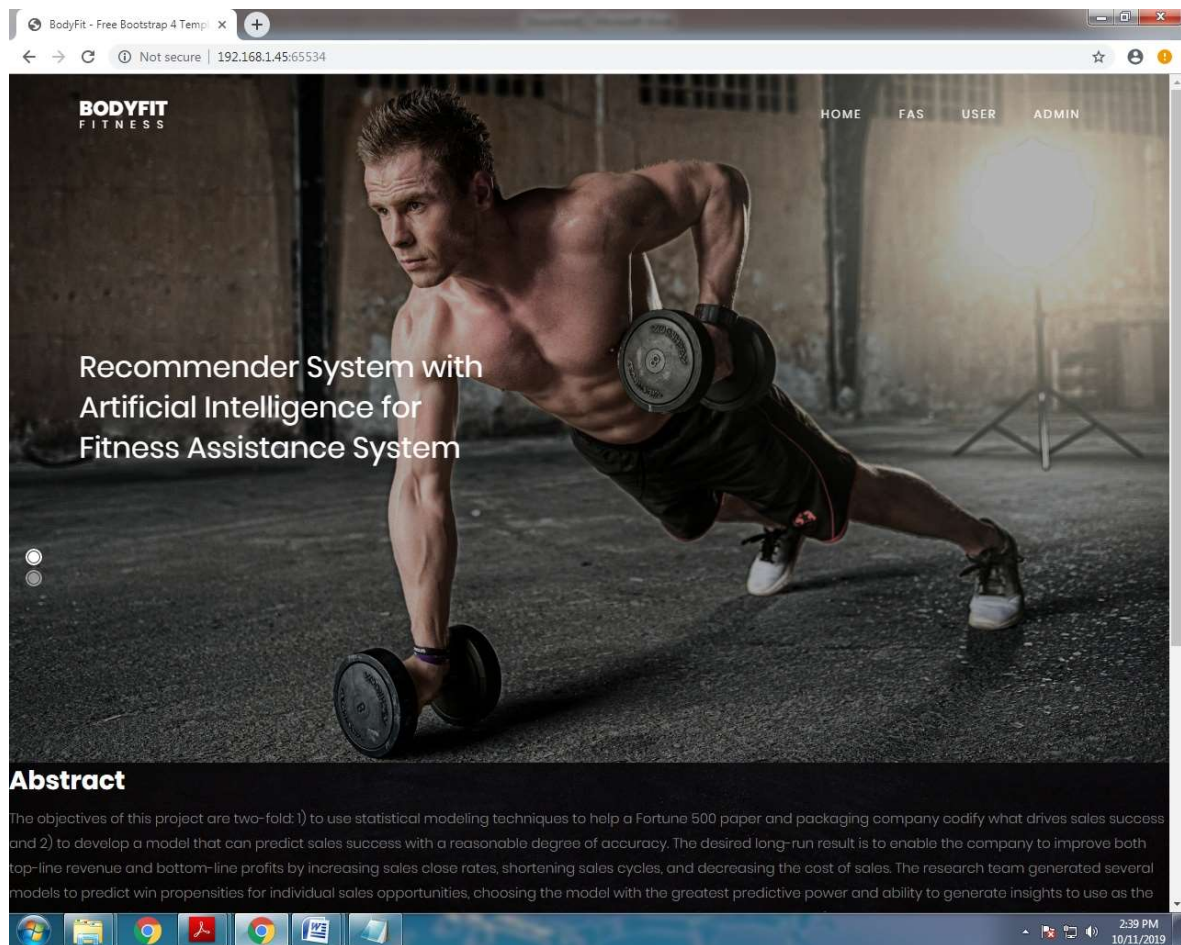 BodyFit - Free Bootstrap 4 Temp
Not secure | 192.168.1.45:65534
BODYFIT
FITNESS
HOME FAS USER ADMIN
Recommender System with
Artificial Intelligence for
Fitness Assistance System
Abstract
The objectives of this project are two-fold: 1) to use statistical modeling techniques to help a Fortune 500 paper and packaging company codify what drives sales success
and 2) to develop a model that can predict sales success with a reasonable degree of accuracy. The desired long-run result is to enable the company to improve both
top-line revenue and bottom-line profits by increasing sales close rates, shortening sales cycles, and decreasing the cost of sales. The research team generated several
models to predict win propensities for individual sales opportunities, choosing the model with the greatest predictive power and ability to generate insights to use as the
2:39 PM
10/11/2019